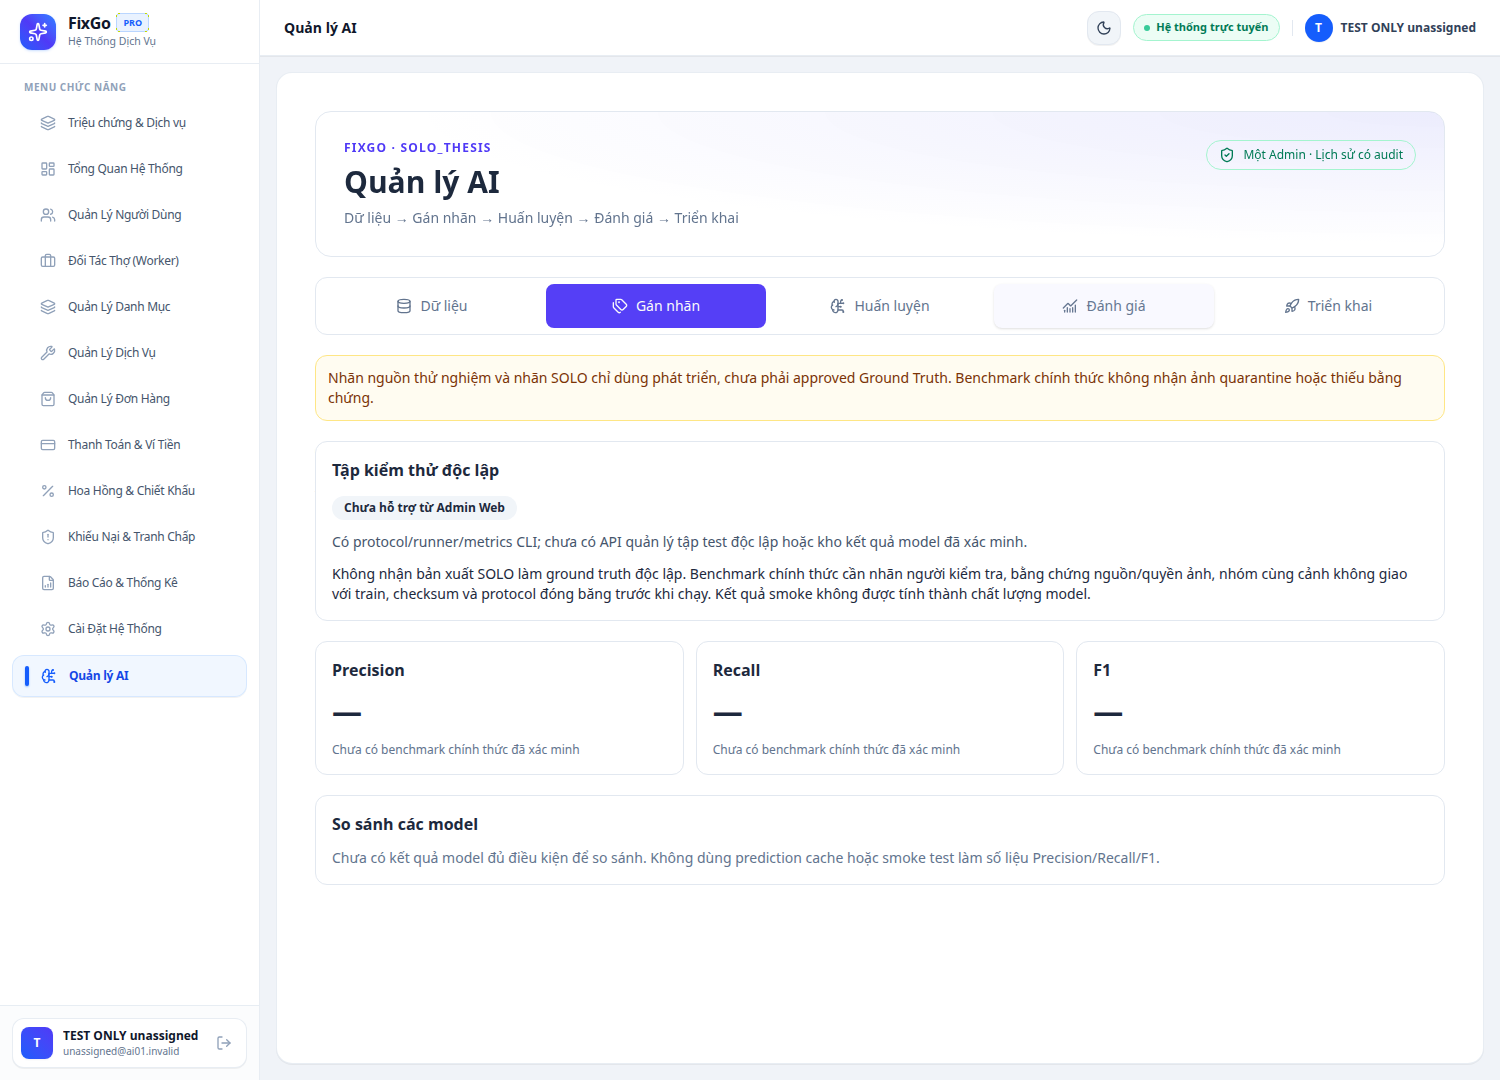 FixGo PRO
Hệ Thống Dịch Vụ
MENU CHỨC NĂNG
Triệu chứng & Dịch vụ
Tổng Quan Hệ Thống
Quản Lý Người Dùng
Đối Tác Thợ (Worker)
Quản Lý Danh Mục
Quản Lý Dịch Vụ
Quản Lý Đơn Hàng
Thanh Toán & Ví Tiền
Hoa Hồng & Chiết Khấu
Khiếu Nại & Tranh Chấp
Báo Cáo & Thống Kê
Cài Đặt Hệ Thống
Quản lý AI
T
TEST ONLY unassigned
unassigned@ai01.invalid
Quản lý AI
Hệ thống trực tuyến
T
TEST ONLY unassigned
FIXGO · SOLO_THESIS
Quản lý AI
Dữ liệu → Gán nhãn → Huấn luyện → Đánh giá → Triển khai
Một Admin · Lịch sử có audit
Dữ liệu
Gán nhãn
Huấn luyện
Đánh giá
Triển khai
Nhãn nguồn thử nghiệm và nhãn SOLO chỉ dùng phát triển, chưa phải approved Ground Truth. Benchmark chính thức không nhận ảnh quarantine hoặc thiếu bằng
chứng.
Tập kiểm thử độc lập
Chưa hỗ trợ từ Admin Web
Có protocol/runner/metrics CLI; chưa có API quản lý tập test độc lập hoặc kho kết quả model đã xác minh.
Không nhận bản xuất SOLO làm ground truth độc lập. Benchmark chính thức cần nhãn người kiểm tra, bằng chứng nguồn/quyền ảnh, nhóm cùng cảnh không giao
với train, checksum và protocol đóng băng trước khi chạy. Kết quả smoke không được tính thành chất lượng model.
Precision
—
Chưa có benchmark chính thức đã xác minh
Recall
—
Chưa có benchmark chính thức đã xác minh
F1
—
Chưa có benchmark chính thức đã xác minh
So sánh các model
Chưa có kết quả model đủ điều kiện để so sánh. Không dùng prediction cache hoặc smoke test làm số liệu Precision/Recall/F1.